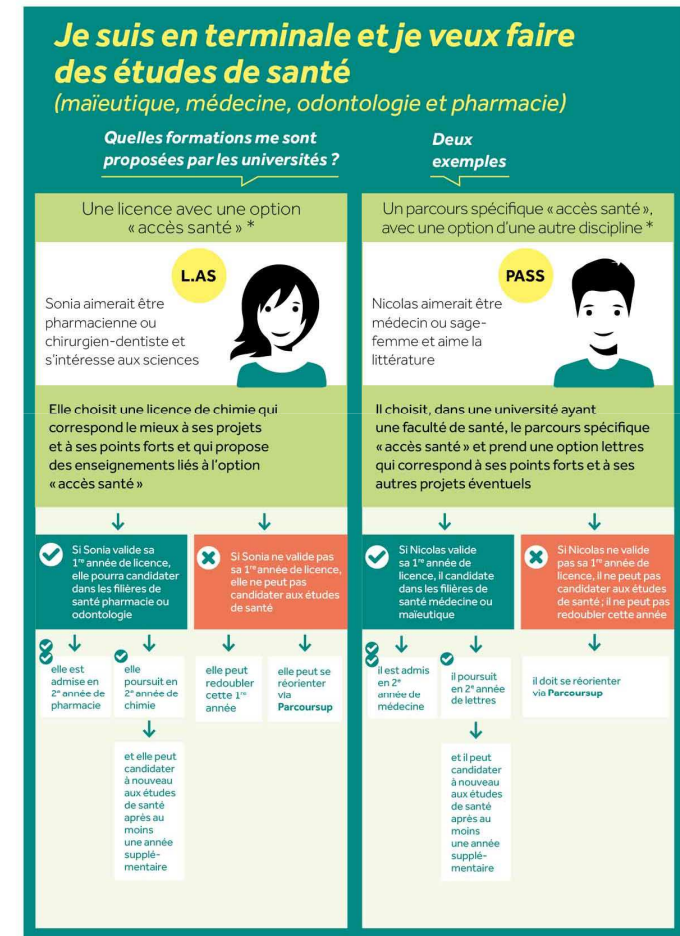 Je suis en terminale et je veux faire
des études de santé
(maïeutique, médecine, odontologie et pharmacie)
Quelles formations me sont
proposées par les universités ?
Deux
exemples
Une licence avec une option
« accès santé » *
L.AS
Sonia aimerait être
pharmacienne ou
chirurgien-dentiste et
s'intéresse aux sciences
Elle choisit une licence de chimie qui
correspond le mieux à ses projets
et à ses points forts et qui propose
des enseignements liés à l'option
« accès santé »
Si Sonia valide sa
1re année de licence,
elle pourra candidater
dans les filières de
santé pharmacie ou
odontologie
Si Sonia ne valide pas
sa 1re année de licence,
elle ne peut pas
candidater aux études
de santé
elle est
admise en
2e année de
pharmacie
elle
poursuit en
2e année de
chimie
elle peut
redoubler
cette 1re
année
elle peut se
réorienter
via
Parcoursup
et elle peut
candidater
à nouveau
aux études
de santé
après au
moins
une année
supplé-
mentaire
Un parcours spécifique « accès santé »,
avec une option d'une autre discipline *
PASS
Nicolas aimerait être
médecin ou sage-
femme et aime la
littérature
Il choisit, dans une université ayant
une faculté de santé, le parcours spécifique
« accès santé » et prend une option lettres
qui correspond à ses points forts et à ses
autres projets éventuels
Si Nicolas valide
sa 1re année de
licence, il candidate
dans les filières de
santé médecine ou
maïeutique
Si Nicolas ne valide
pas sa 1re année de
licence, il ne peut pas
candidater aux études
de santé ; il ne peut pas
redoubler cette année
il est admis
en 2e
année de
médecine
il poursuit
en 2e année
de lettres
il doit se réorienter
via Parcoursup
et il peut
candidater
à nouveau
aux études
de santé
après au
moins
une année
supplé-
mentaire